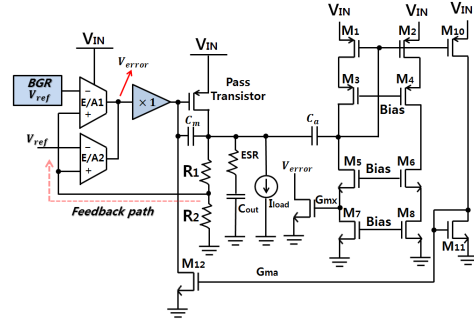 VIN
VIN
VIN
VIN
VIN
M1
M2
M10
Verror
BGR
Vref
E/A1
× 1
Pass
Transistor
M3
M4
Bias
Cm
Ca
Vref
E/A2
R1
ESR
Verror
M5
Bias
M6
Cout
Iload
Gmx
Feedback path
R2
M7
Bias
M8
M11
M12
Gma